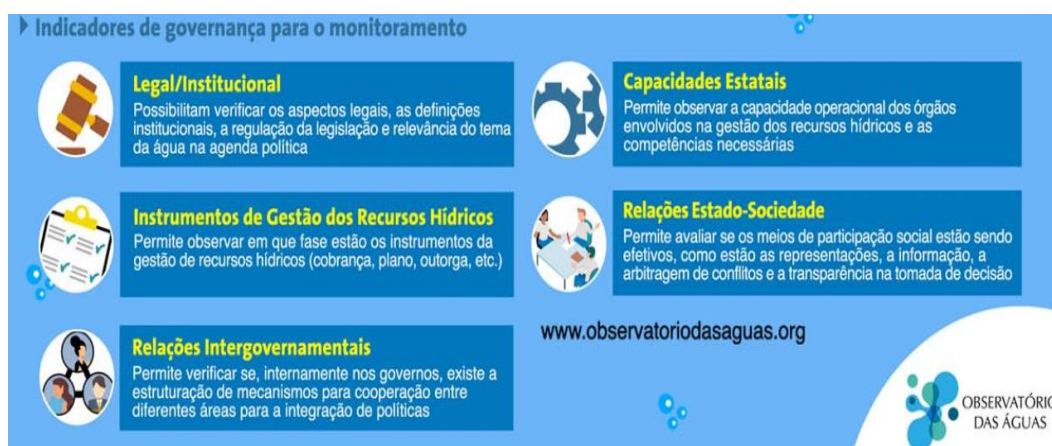 Indicadores de governança para o monitoramento
Legal/Institucional
Possibilitam verificar os aspectos legais, as definições
institucionais, a regulação da legislação e relevância do tema
da água na agenda política
Instrumentos de Gestão dos Recursos Hídricos
Permite observar em que fase estão os instrumentos da
gestão de recursos hídricos (cobrança, plano, outorga, etc.)
Relações Intergovernamentais
Permite verificar se, internamente nos governos, existe a
estruturação de mecanismos para cooperação entre
diferentes áreas para a integração de políticas
Capacidades Estatais
Permite observar a capacidade operacional dos órgãos
envolvidos na gestão dos recursos hídricos e as
competências necessárias
Relações Estado-Sociedade
Permite avaliar se os meios de participação social estão sendo
efetivos, como estão as representações, a informação, a
arbitragem de conflitos e a transparência na tomada de decisão
www.observatoriodasaguas.org
OBSERVATÓRIO
DAS ÁGUAS